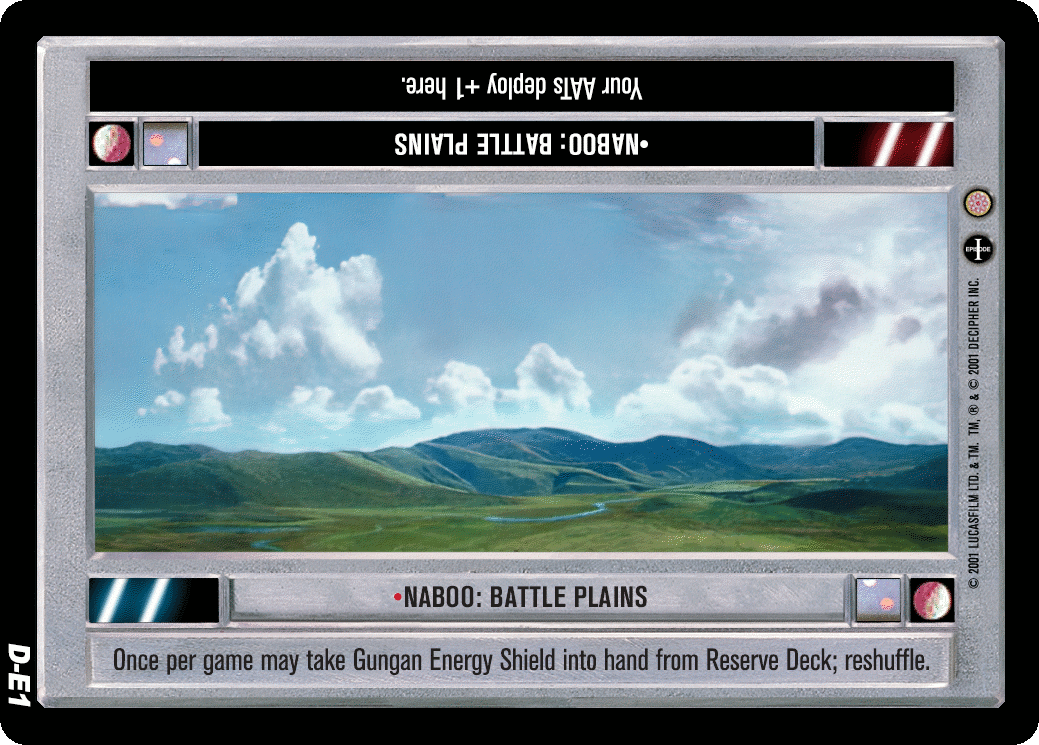 Your AATs deploy +1 here.
•NABOO: BATTLE PLAINS
EPISODE I
© 2001 LUCASFILM LTD. & TM. TM, ® & © 2001 DECIPHER INC.
•NABOO: BATTLE PLAINS
Once per game may take Gungan Energy Shield into hand from Reserve Deck; reshuffle.
D-E1